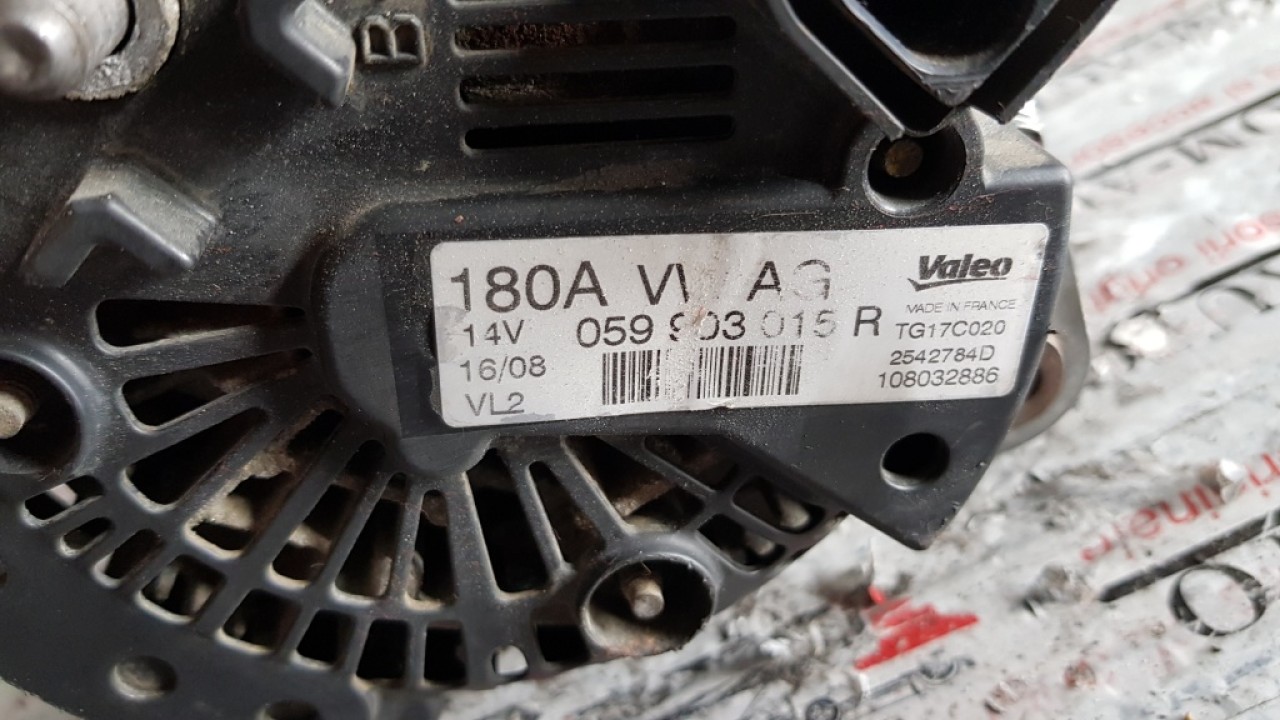 B
180A VW AG
Valeo
MADE IN FRANCE
14V 059 903 015 R TG17C020
16/08 2542784D
VL2 108032886